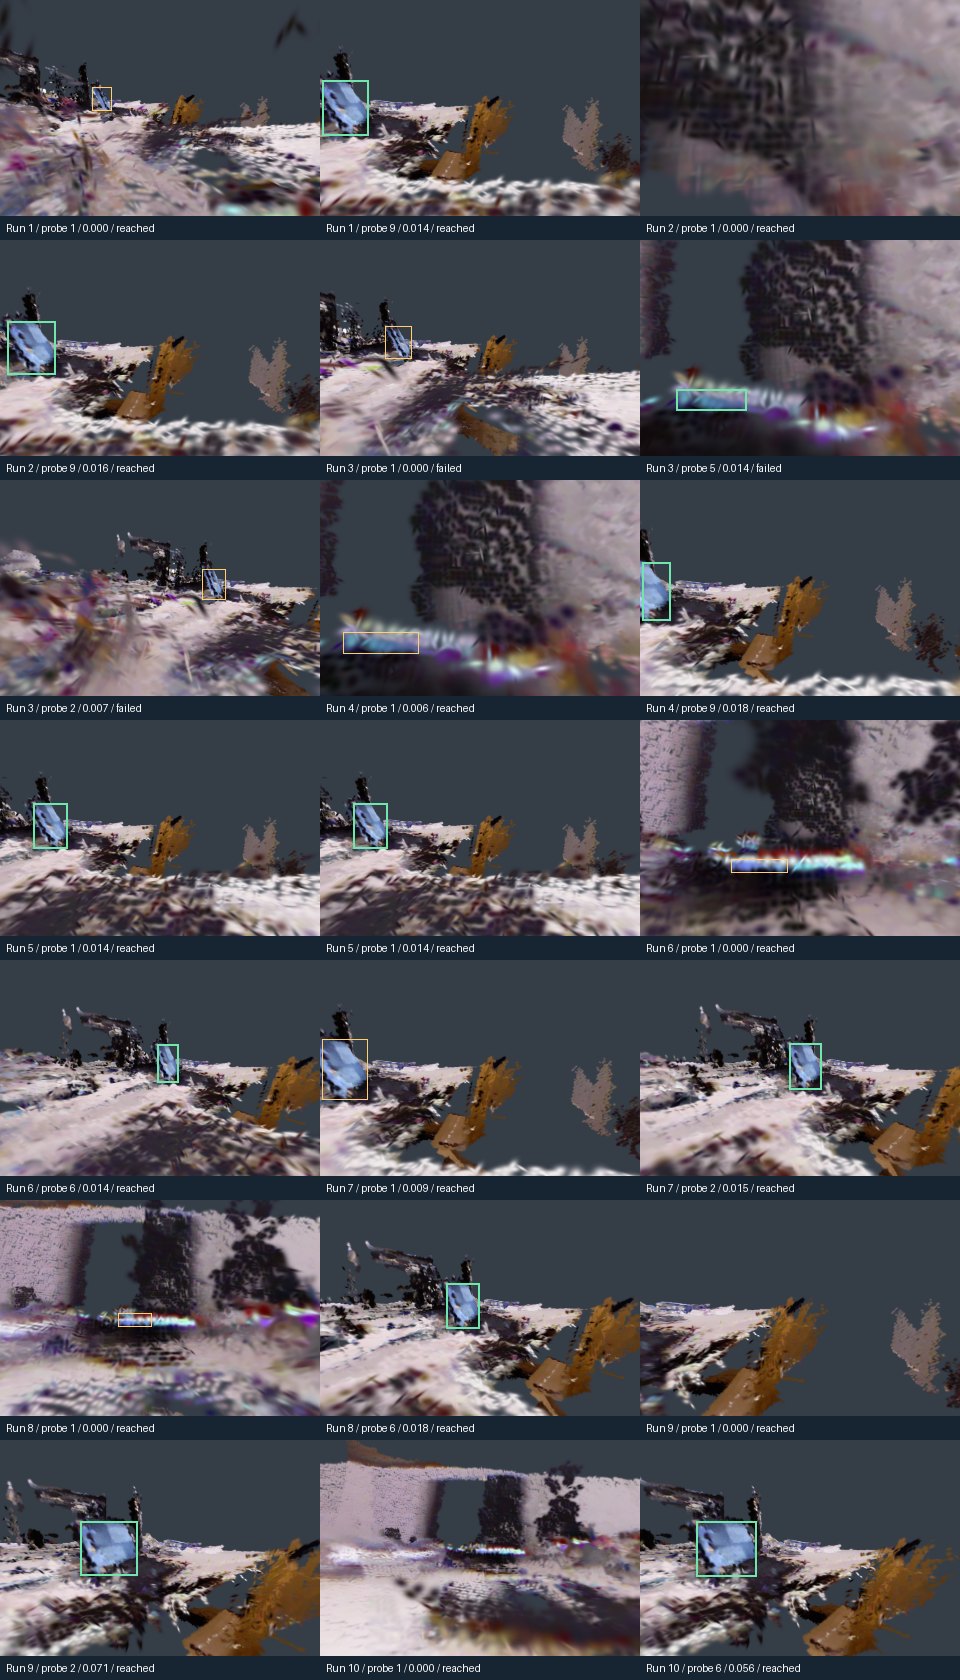 Run 1 / probe 1 / 0.000 / reached
Run 1 / probe 9 / 0.014 / reached
Run 2 / probe 1 / 0.000 / reached
Run 2 / probe 9 / 0.016 / reached
Run 3 / probe 1 / 0.000 / failed
Run 3 / probe 5 / 0.014 / failed
Run 3 / probe 2 / 0.007 / failed
Run 4 / probe 1 / 0.006 / reached
Run 4 / probe 9 / 0.018 / reached
Run 5 / probe 1 / 0.014 / reached
Run 5 / probe 1 / 0.014 / reached
Run 6 / probe 1 / 0.000 / reached
Run 6 / probe 6 / 0.014 / reached
Run 7 / probe 1 / 0.009 / reached
Run 7 / probe 2 / 0.015 / reached
Run 8 / probe 1 / 0.000 / reached
Run 8 / probe 6 / 0.018 / reached
Run 9 / probe 1 / 0.000 / reached
Run 9 / probe 2 / 0.071 / reached
Run 10 / probe 1 / 0.000 / reached
Run 10 / probe 6 / 0.056 / reached